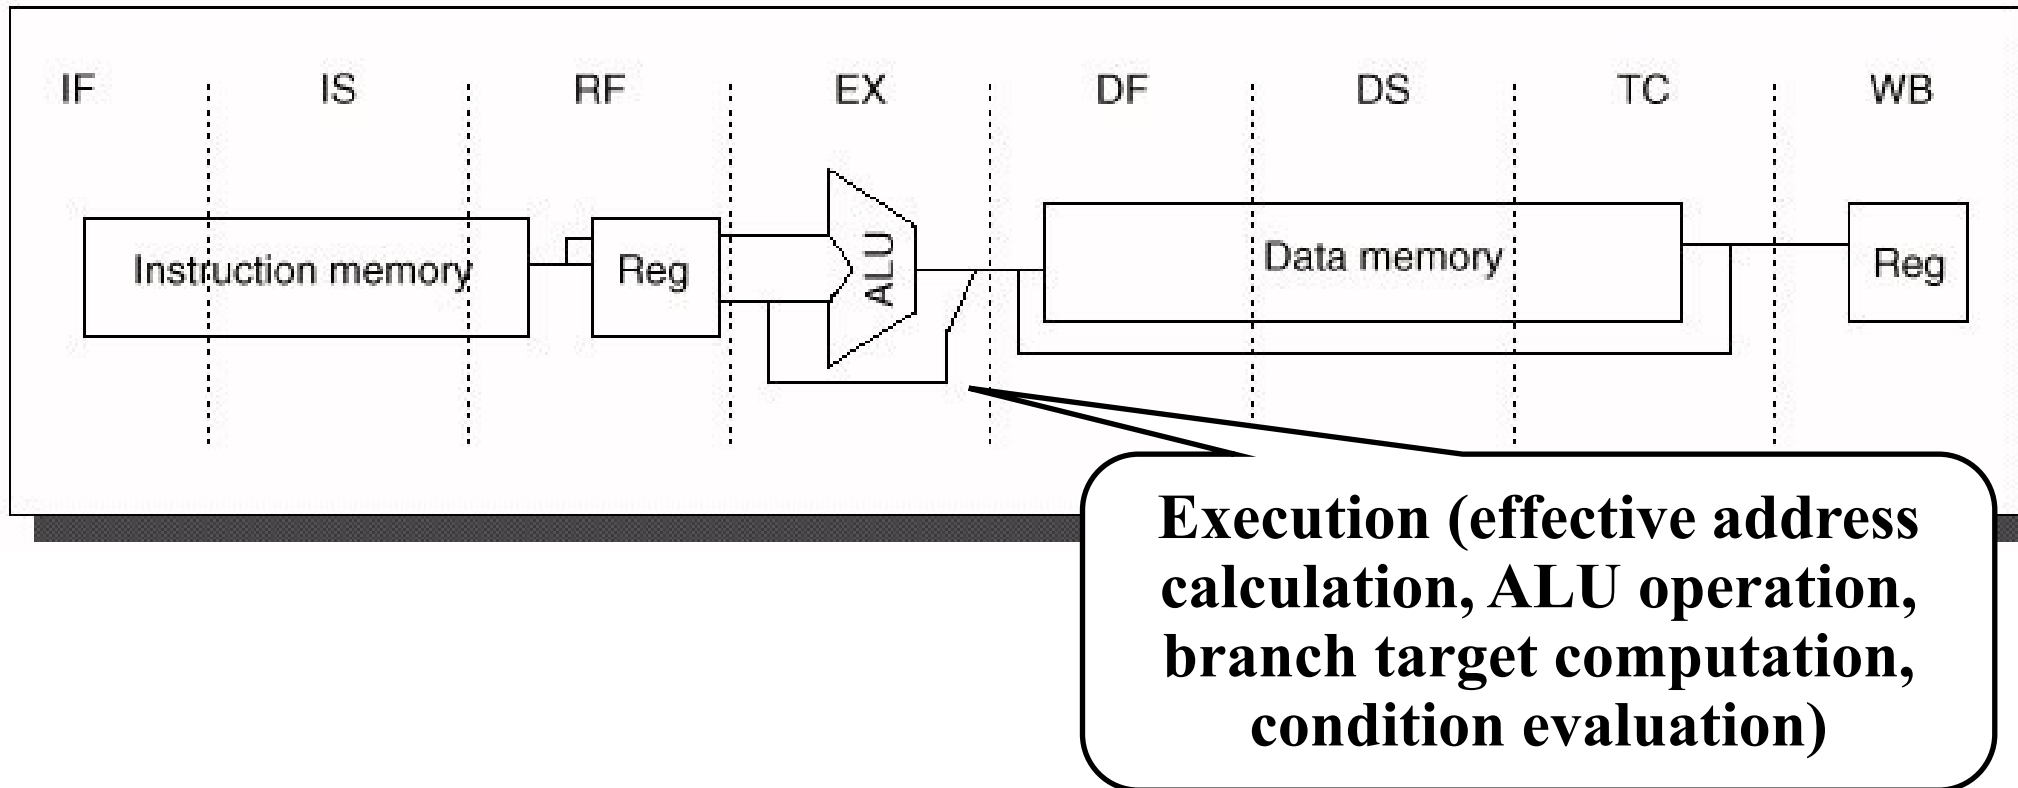 IF IS RF EX DF DS TC WB
Instruction memory Reg ALU Data memory Reg
Execution (effective address
calculation, ALU operation,
branch target computation,
condition evaluation)